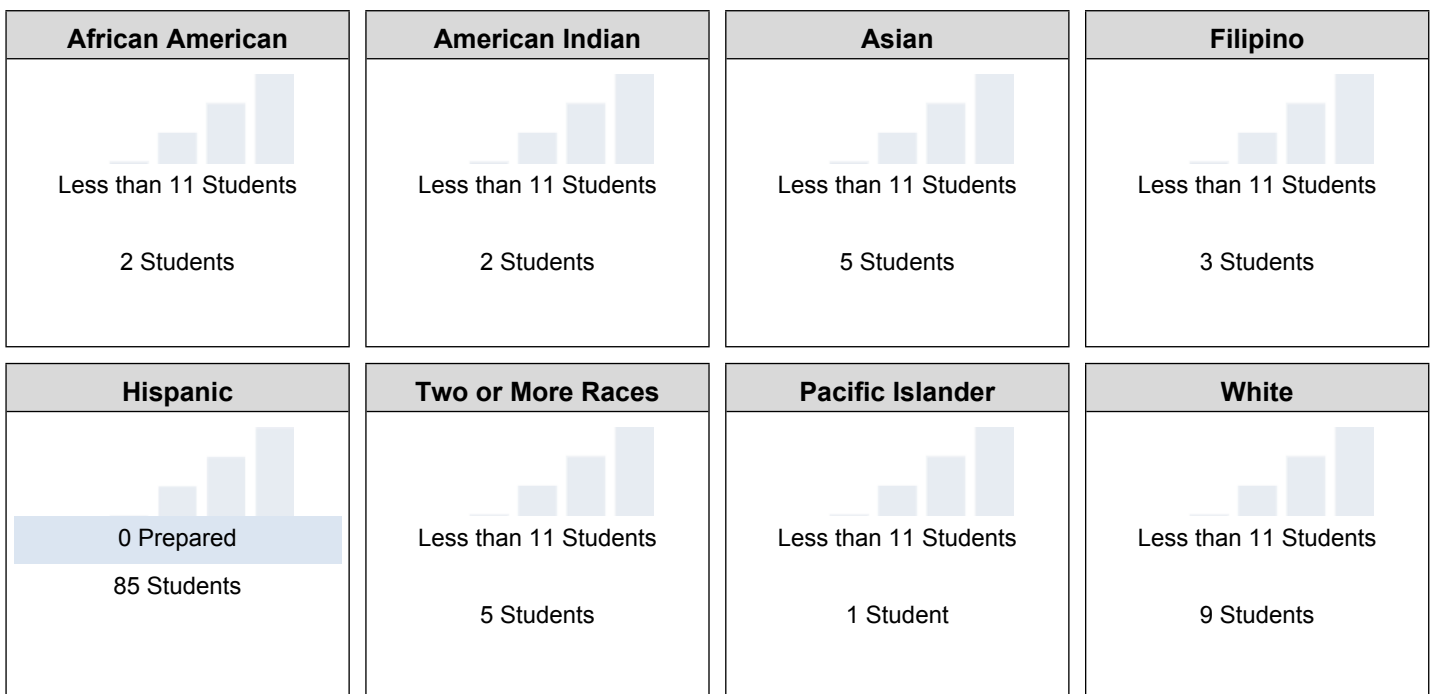 African American
Less than 11 Students
2 Students
American Indian
Less than 11 Students
2 Students
Asian
Less than 11 Students
5 Students
Filipino
Less than 11 Students
3 Students
Hispanic
0 Prepared
85 Students
Two or More Races
Less than 11 Students
5 Students
Pacific Islander
Less than 11 Students
1 Student
White
Less than 11 Students
9 Students